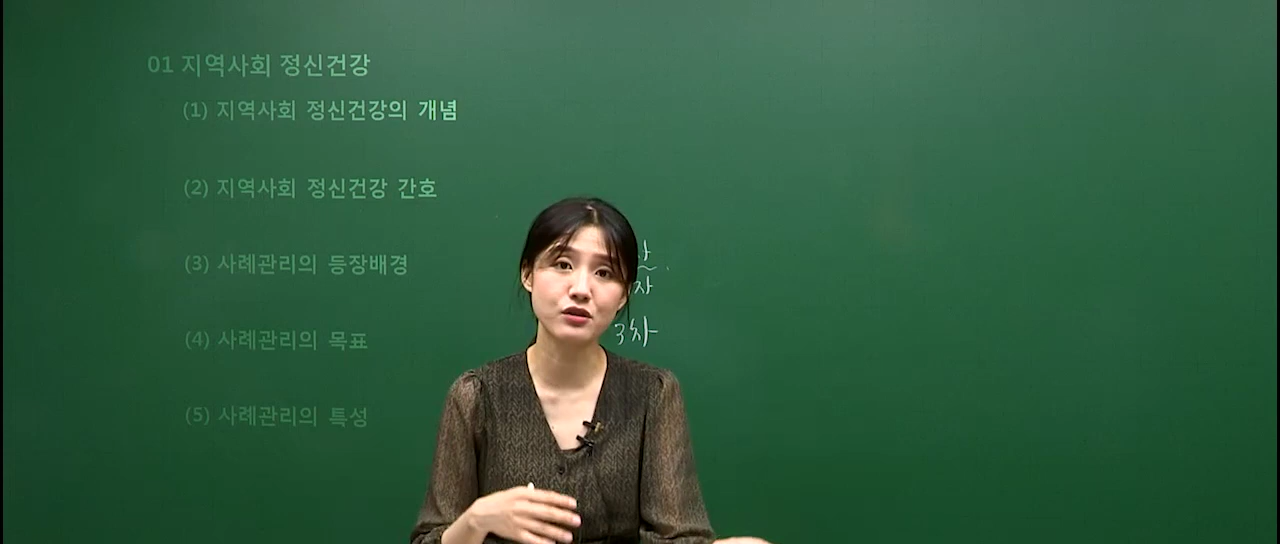 01 지역사회 정신건강
(1) 지역사회 정신건강의 개념
(2) 지역사회 정신건강 간호
(3) 사례관리의 등장배경
(4) 사례관리의 목표
3차
(5) 사례관리의 특성